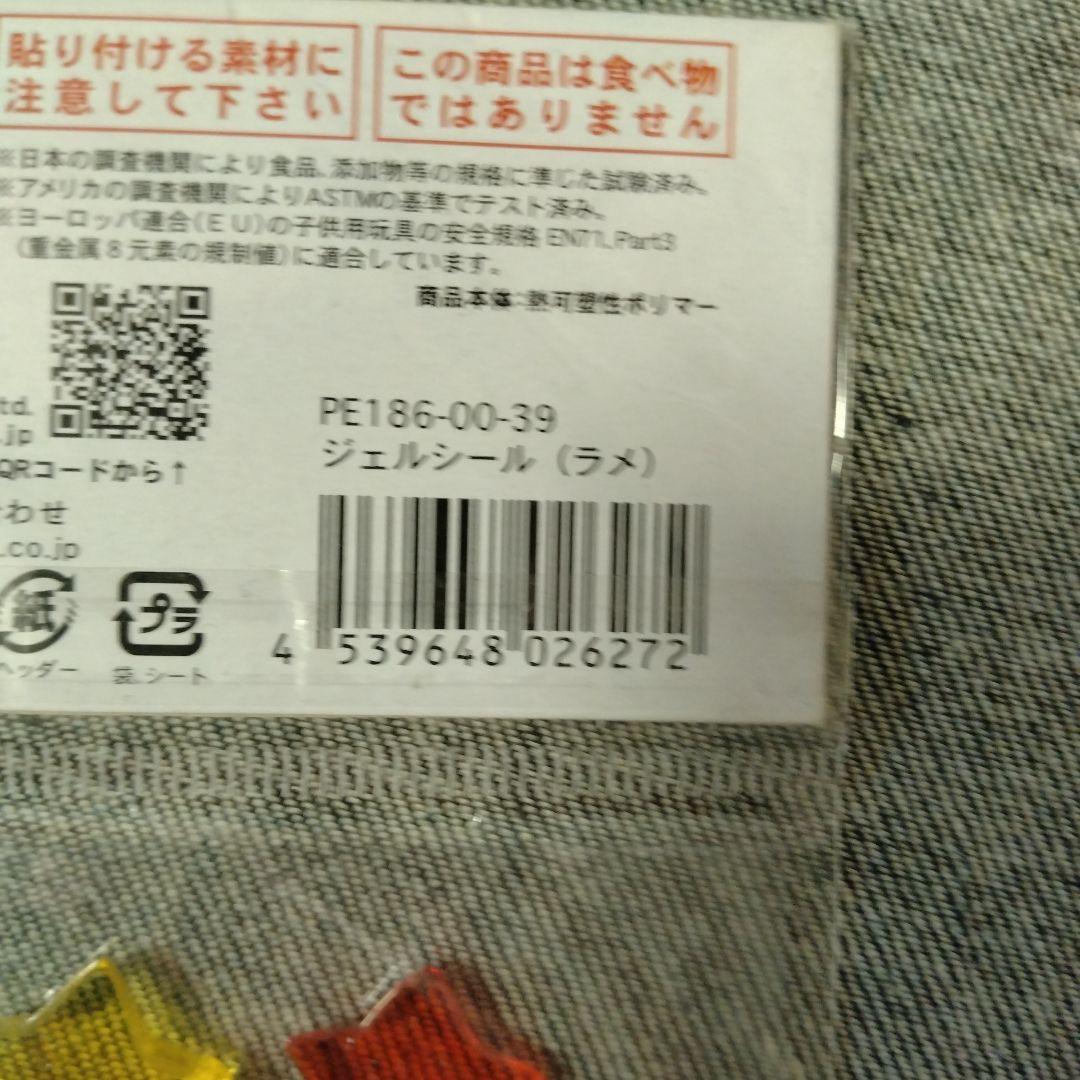 貼り付ける素材に
注意して下さい
この商品は食べ物
ではありません
※日本の調査機関により食品、添加物等の規格に準じた試験済み。
※アメリカの調査機関によりASTMの基準でテスト済み。
※ヨーロッパ連合(EU)の子供用玩具の安全規格 EN71、Part3
(重金属8元素の規制値)に適合しています。
商品本体:熱可塑性ポリマー
td.
.jp
QRコードから↑
わせ
.co.jp
PE186-00-39
ジェルシール(ラメ)
紙
ヘッダー
プラ
袋、シート
4 539648 026272